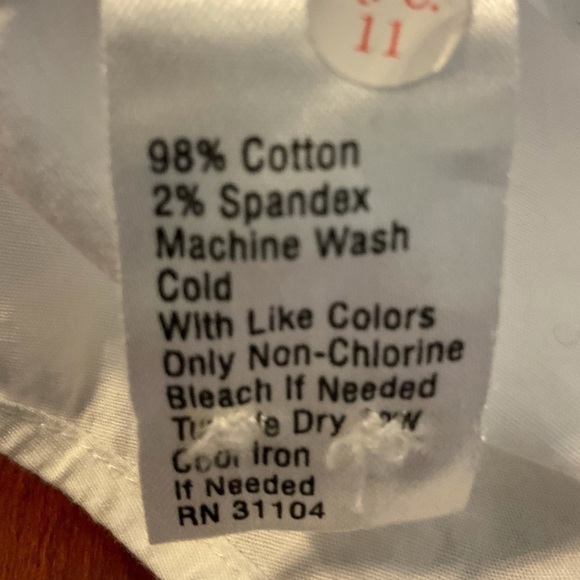 11
98% Cotton
2% Spandex
Machine Wash
Cold
With Like Colors
Only Non-Chlorine
Bleach If Needed
Dry
Cool Iron
If Needed
RN 31104